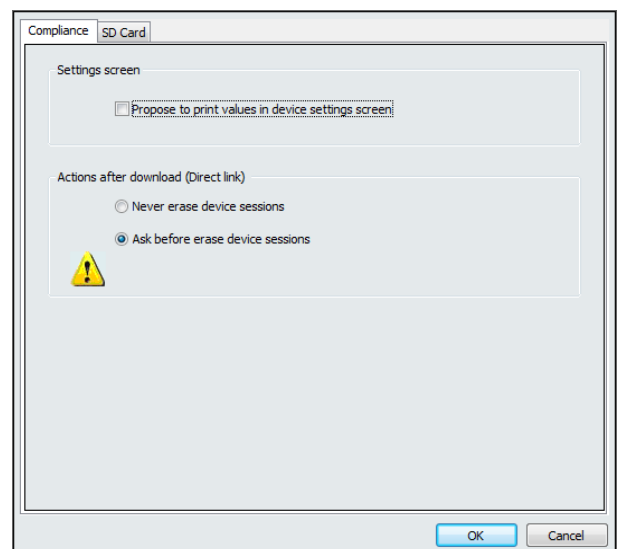 Compliance SD Card
Settings screen
Propose to print values in device settings screen
Actions after download (Direct link)
Never erase device sessions
Ask before erase device sessions
OK Cancel